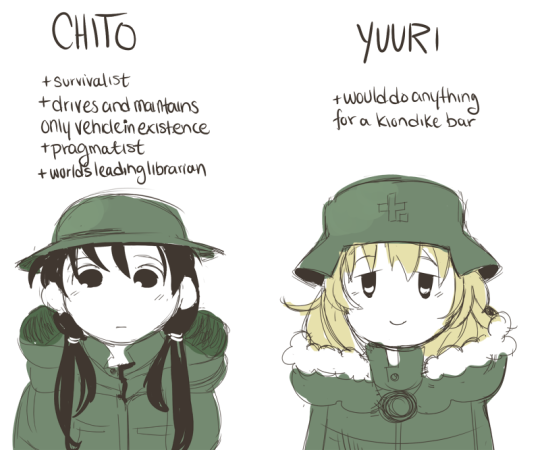 CHITO
+ survivalist
+ drives and maintains
only vehicle in existence
+ pragmatist
+ world's leading librarian
YUURI
+ would do anything
for a klondike bar